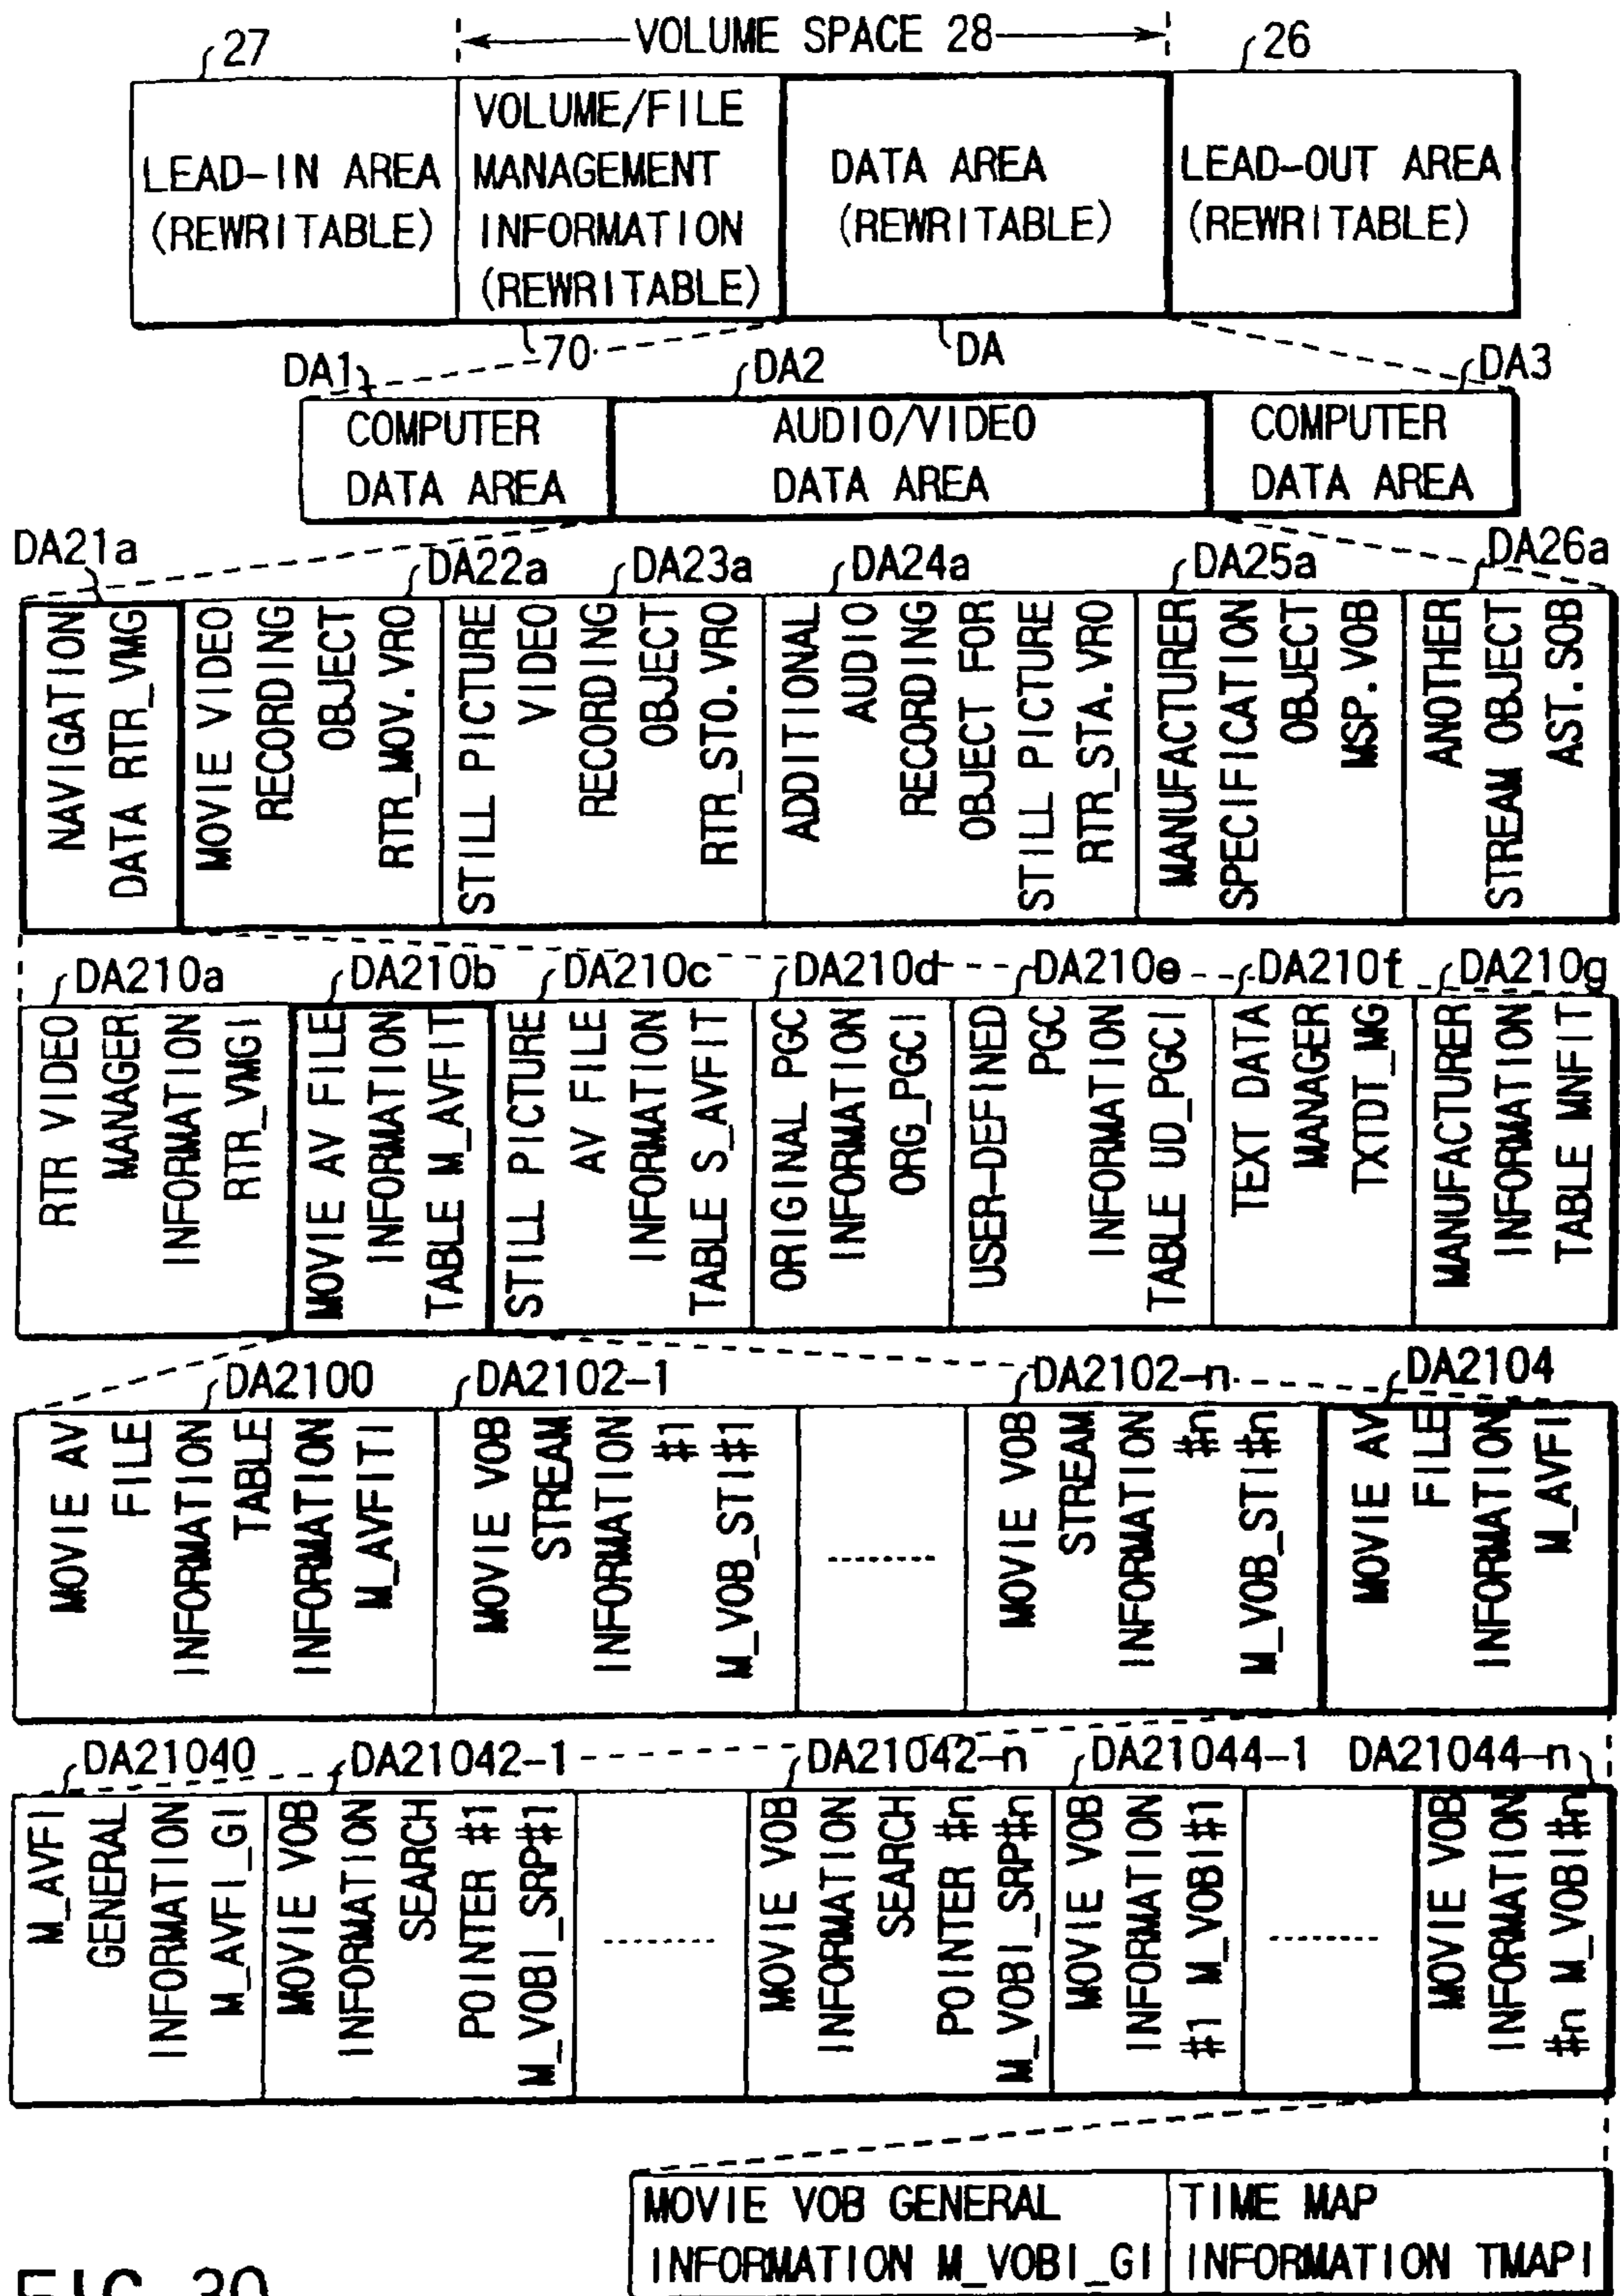 27
VOLUME SPACE 28
26
LEAD-IN AREA
(REWRITABLE)
VOLUME/FILE
MANAGEMENT
INFORMATION
(REWRITABLE)
DATA AREA
(REWRITABLE)
LEAD-OUT AREA
(REWRITABLE)
70
DA
DA1
DA2
DA3
COMPUTER
DATA AREA
AUDIO/VIDEO
DATA AREA
COMPUTER
DATA AREA
DA21a
DA22a
DA23a
DA24a
DA25a
DA26a
NAVIGATION
DATA RTR_VMG
MOVIE VIDEO
RECORDING
OBJECT
RTR_MOV.VRO
STILL PICTURE
VIDEO
RECORDING
OBJECT
RTR_STO.VRO
ADDITIONAL
AUDIO
RECORDING
OBJECT FOR
STILL PICTURE
RTR_STA.VRO
MANUFACTURER
SPECIFICATION
OBJECT
MSP.VOB
ANOTHER
STREAM OBJECT
AST.SOB
DA210a
DA210b
DA210c
DA210d
DA210e
DA210f
DA210g
RTR VIDEO
MANAGER
INFORMATION
RTR_VMGI
MOVIE AV FILE
INFORMATION
TABLE M_AVFIT
STILL PICTURE
AV FILE
INFORMATION
TABLE S_AVFIT
ORIGINAL PGC
INFORMATION
ORG_PGCI
USER-DEFINED
PGC
INFORMATION
TABLE UD_PGCI
TEXT DATA
MANAGER
TXTDT_MG
MANUFACTURER
INFORMATION
TABLE MNFIT
DA2100
DA2102-1
DA2102-n
DA2104
MOVIE AV
FILE
INFORMATION
TABLE
INFORMATION
M_AVFITI
MOVIE VOB
STREAM
INFORMATION
#1
M_VOB_STI#1
MOVIE VOB
STREAM
INFORMATION
#n
M_VOB_STI#n
MOVIE AV
FILE
INFORMATION
M_AVFI
DA21040
DA21042-1
DA21042-n
DA21044-1
DA21044-n
M_AVFI
GENERAL
INFORMATION
M_AVFI_GI
MOVIE VOB
INFORMATION
SEARCH
POINTER #1
M_VOBI_SRP#1
MOVIE VOB
INFORMATION
SEARCH
POINTER #n
M_VOBI_SRP#n
MOVIE VOB
INFORMATION
#1 M_VOBI#1
MOVIE VOB
INFORMATION
#n M_VOBI#n
MOVIE VOB GENERAL
INFORMATION M_VOBI_GI
TIME MAP
INFORMATION TMAPI